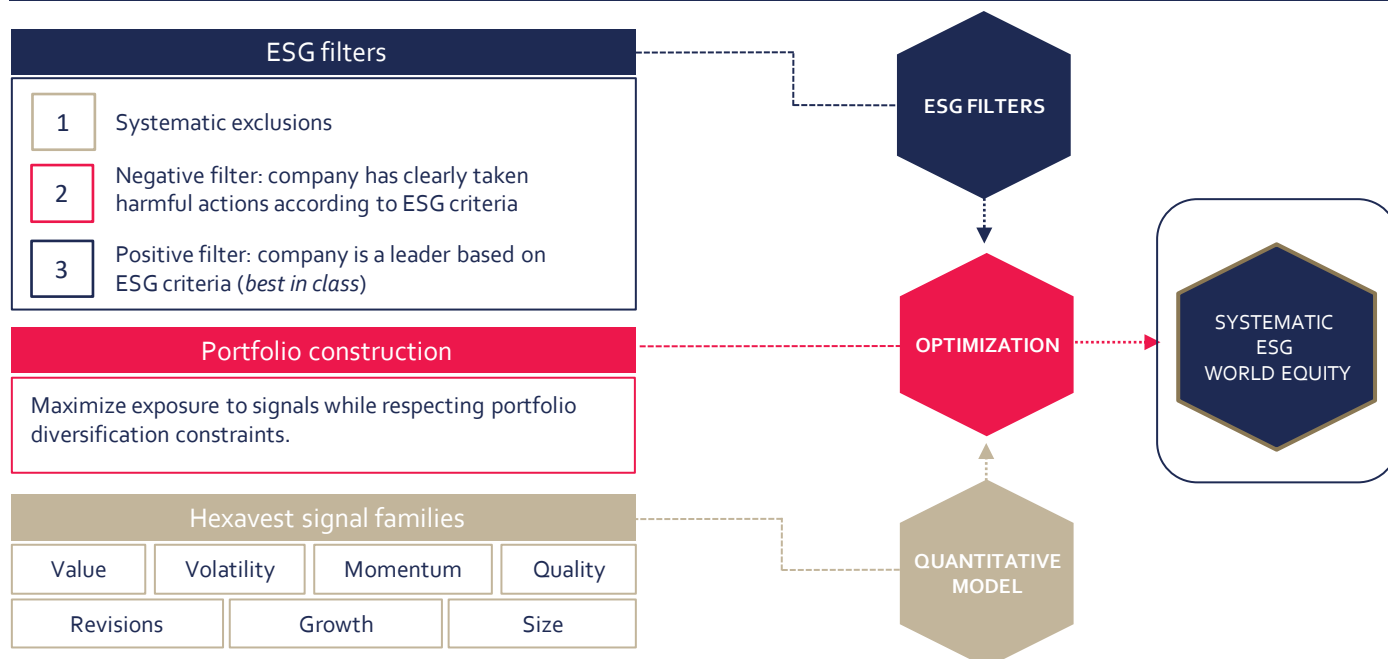 ESG filters
1
Systematic exclusions
2
Negative filter: company has clearly taken
harmful actions according to ESG criteria
3
Positive filter: company is a leader based on
ESG criteria (best in class)
Portfolio construction
Maximize exposure to signals while respecting portfolio
diversification constraints.
Hexavest signal families
Value
Volatility
Momentum
Quality
Revisions
Growth
Size
ESG FILTERS
OPTIMIZATION
QUANTITATIVE
MODEL
SYSTEMATIC
ESG
WORLD EQUITY